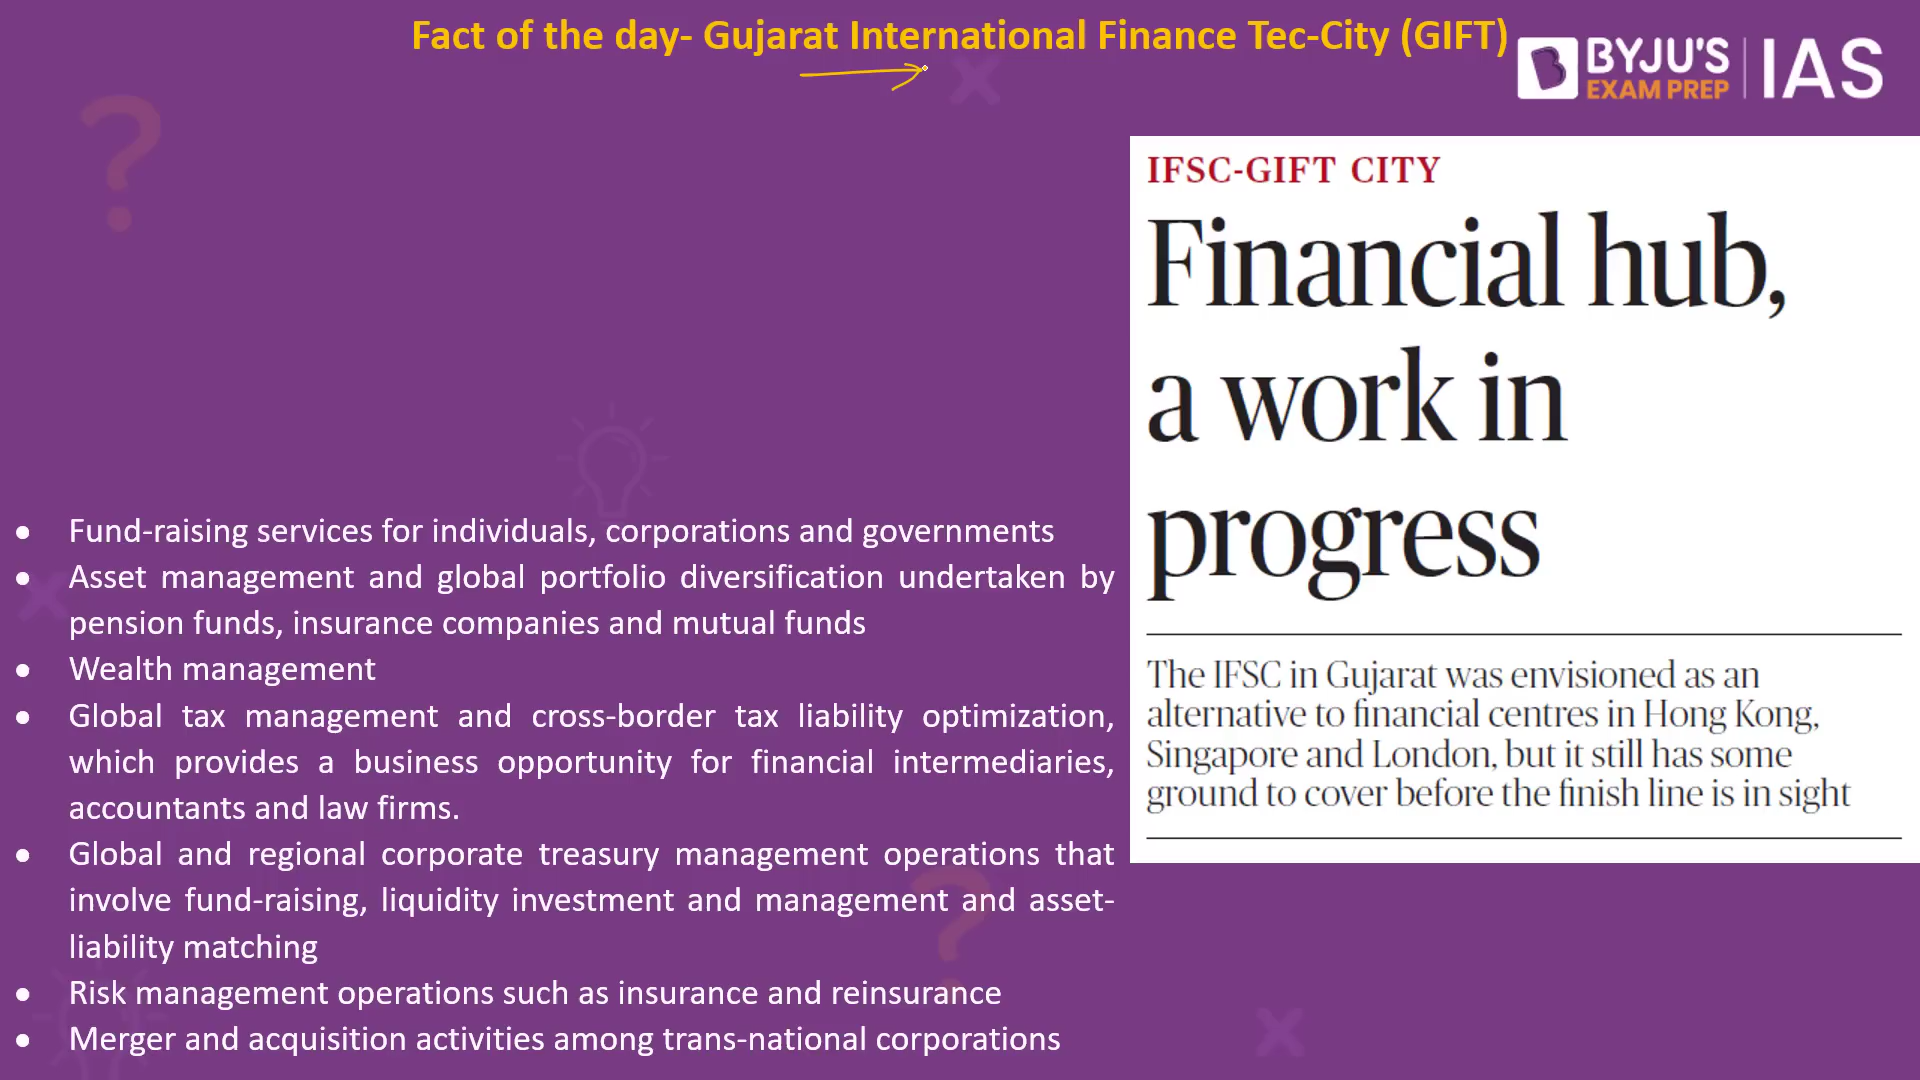 Fact of the day- Gujarat International Finance Tec-City (GIFT)
BYJU'S
EXAM PREP
IAS
IFSC-GIFT CITY
Financial hub,
a work in
progress
The IFSC in Gujarat was envisioned as an
alternative to financial centres in Hong Kong,
Singapore and London, but it still has some
ground to cover before the finish line is in sight
• Fund-raising services for individuals, corporations and governments
• Asset management and global portfolio diversification undertaken by
pension funds, insurance companies and mutual funds
• Wealth management
• Global tax management and cross-border tax liability optimization,
which provides a business opportunity for financial intermediaries,
accountants and law firms.
• Global and regional corporate treasury management operations that
involve fund-raising, liquidity investment and management and asset-
liability matching
• Risk management operations such as insurance and reinsurance
• Merger and acquisition activities among trans-national corporations